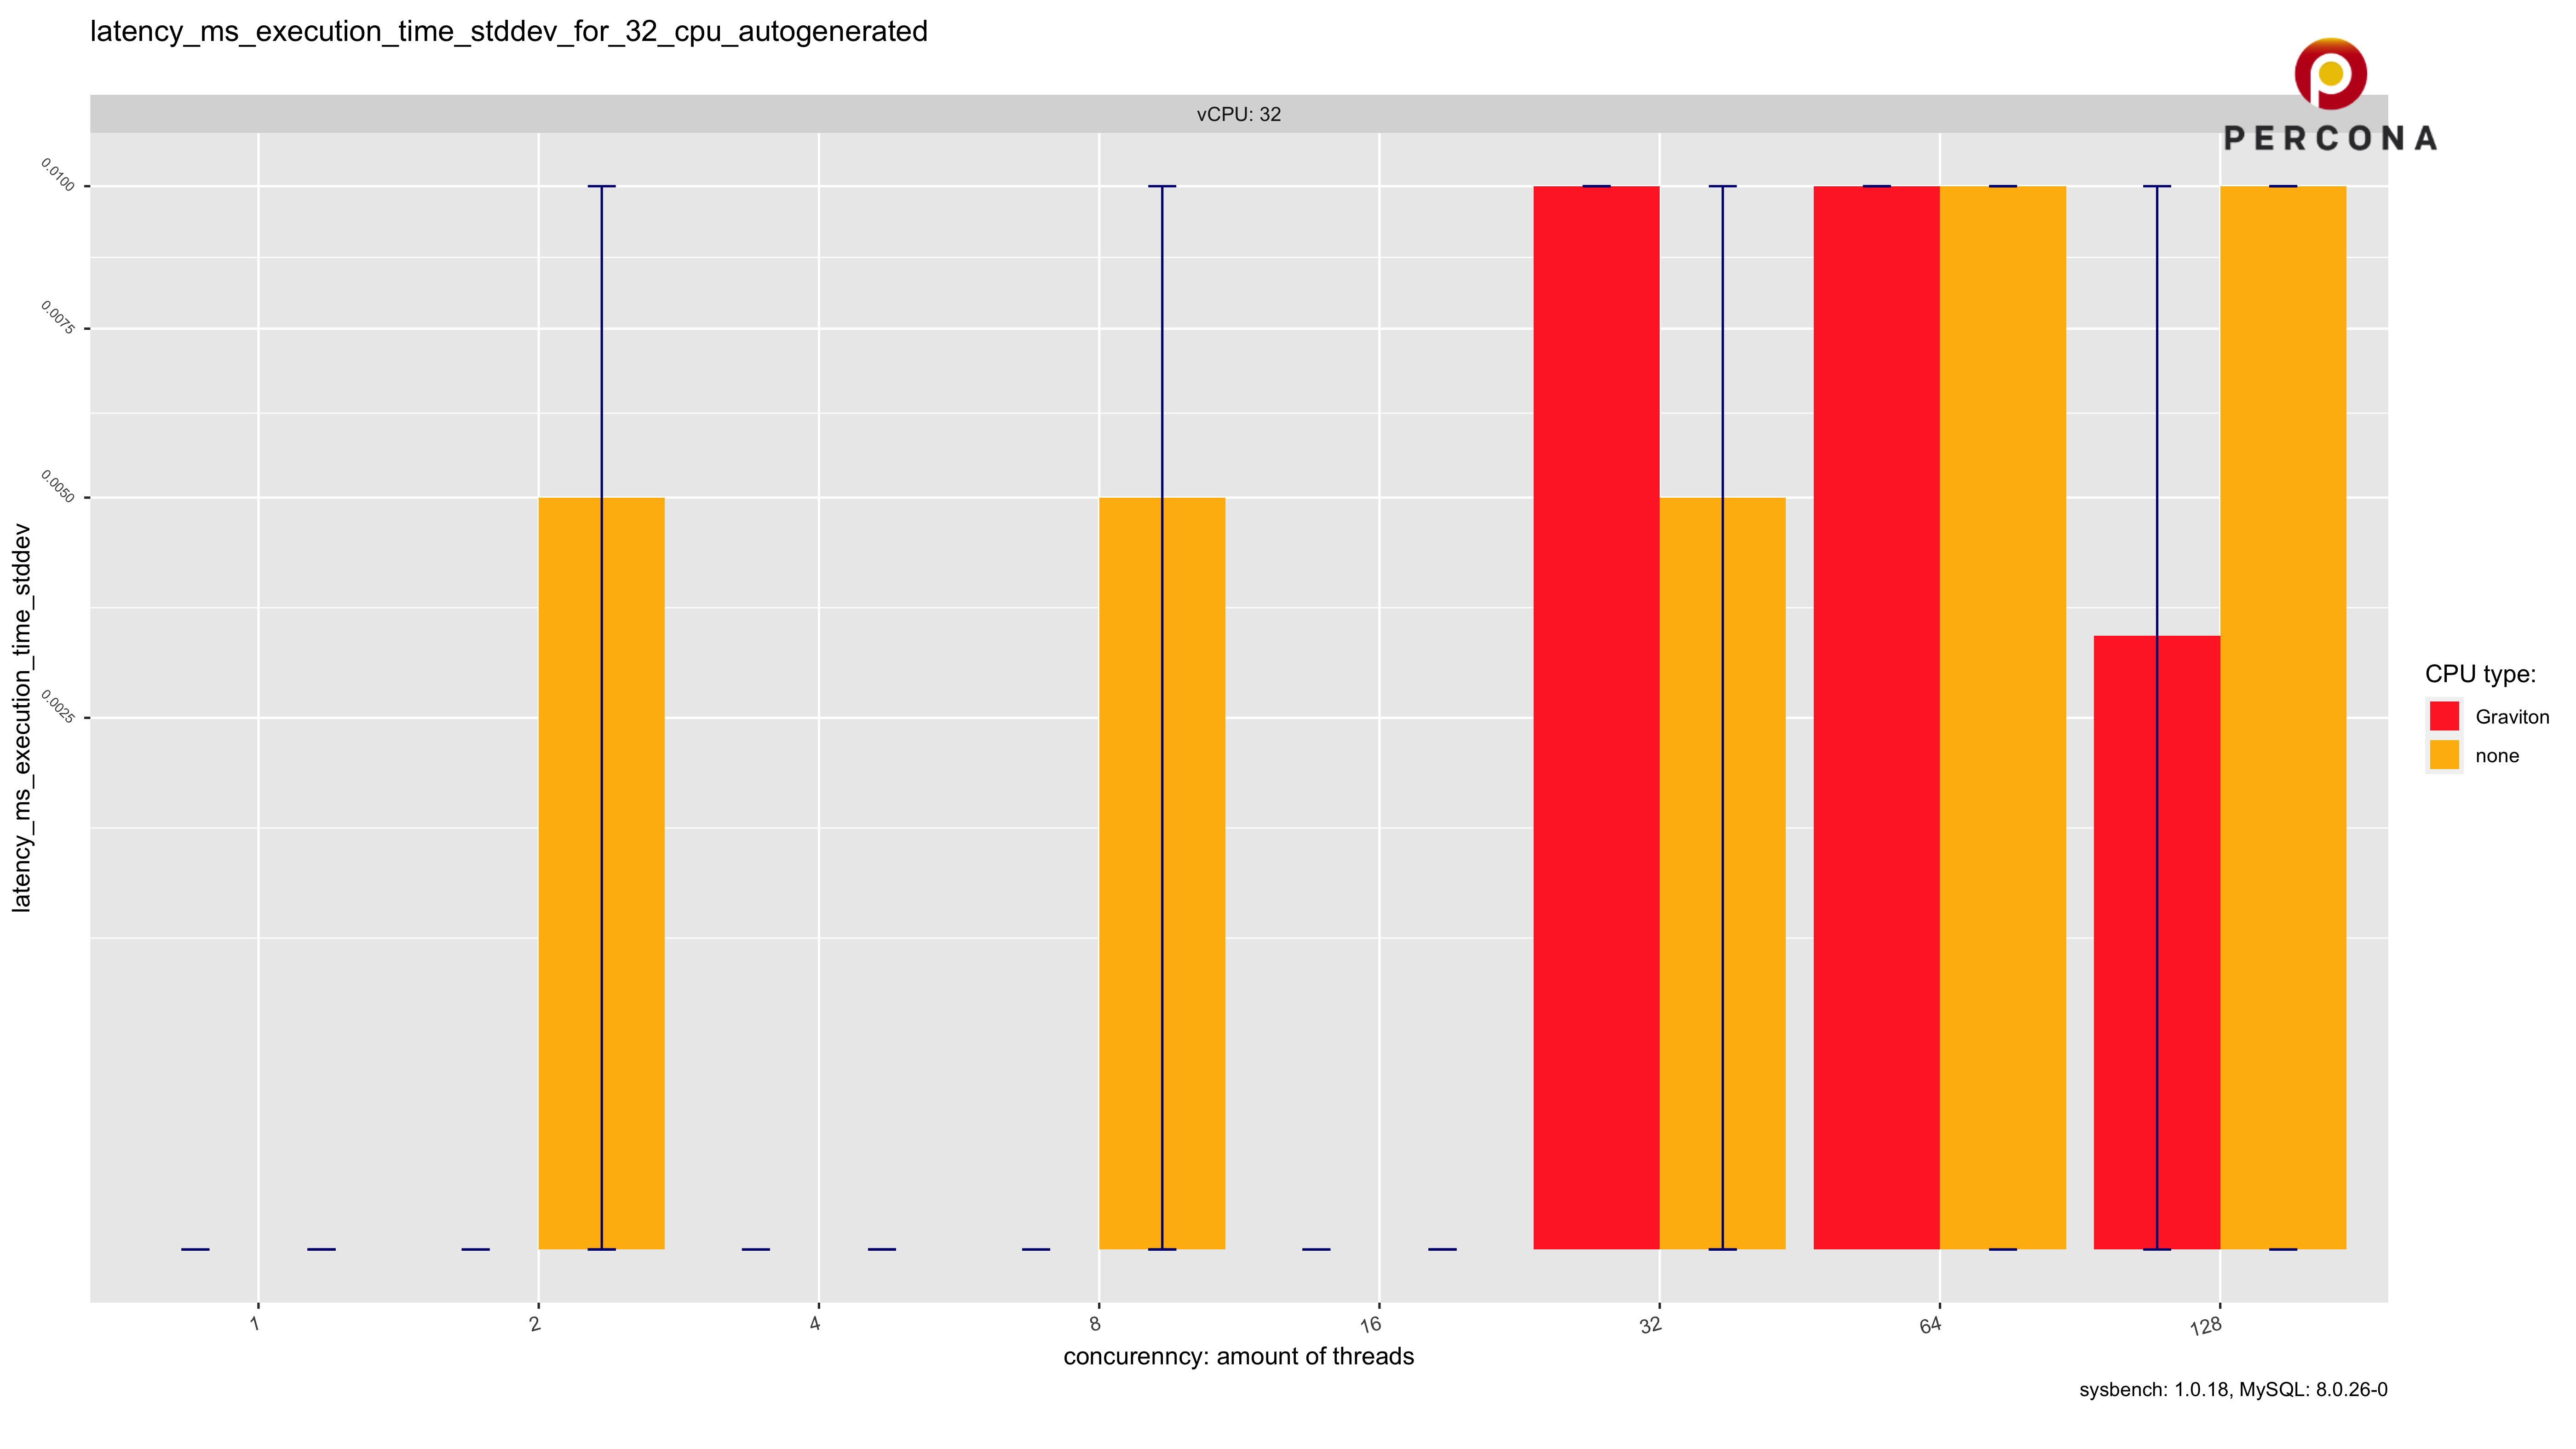 latency_ms_execution_time_stddev_for_32_cpu_autogenerated
PERCONA
vCPU: 32
0.0100
0.0075
0.0050
0.0025
latency_ms_execution_time_stddev
1
2
4
8
16
32
64
128
concurenncy: amount of threads
CPU type:
Graviton
none
sysbench: 1.0.18, MySQL: 8.0.26-0